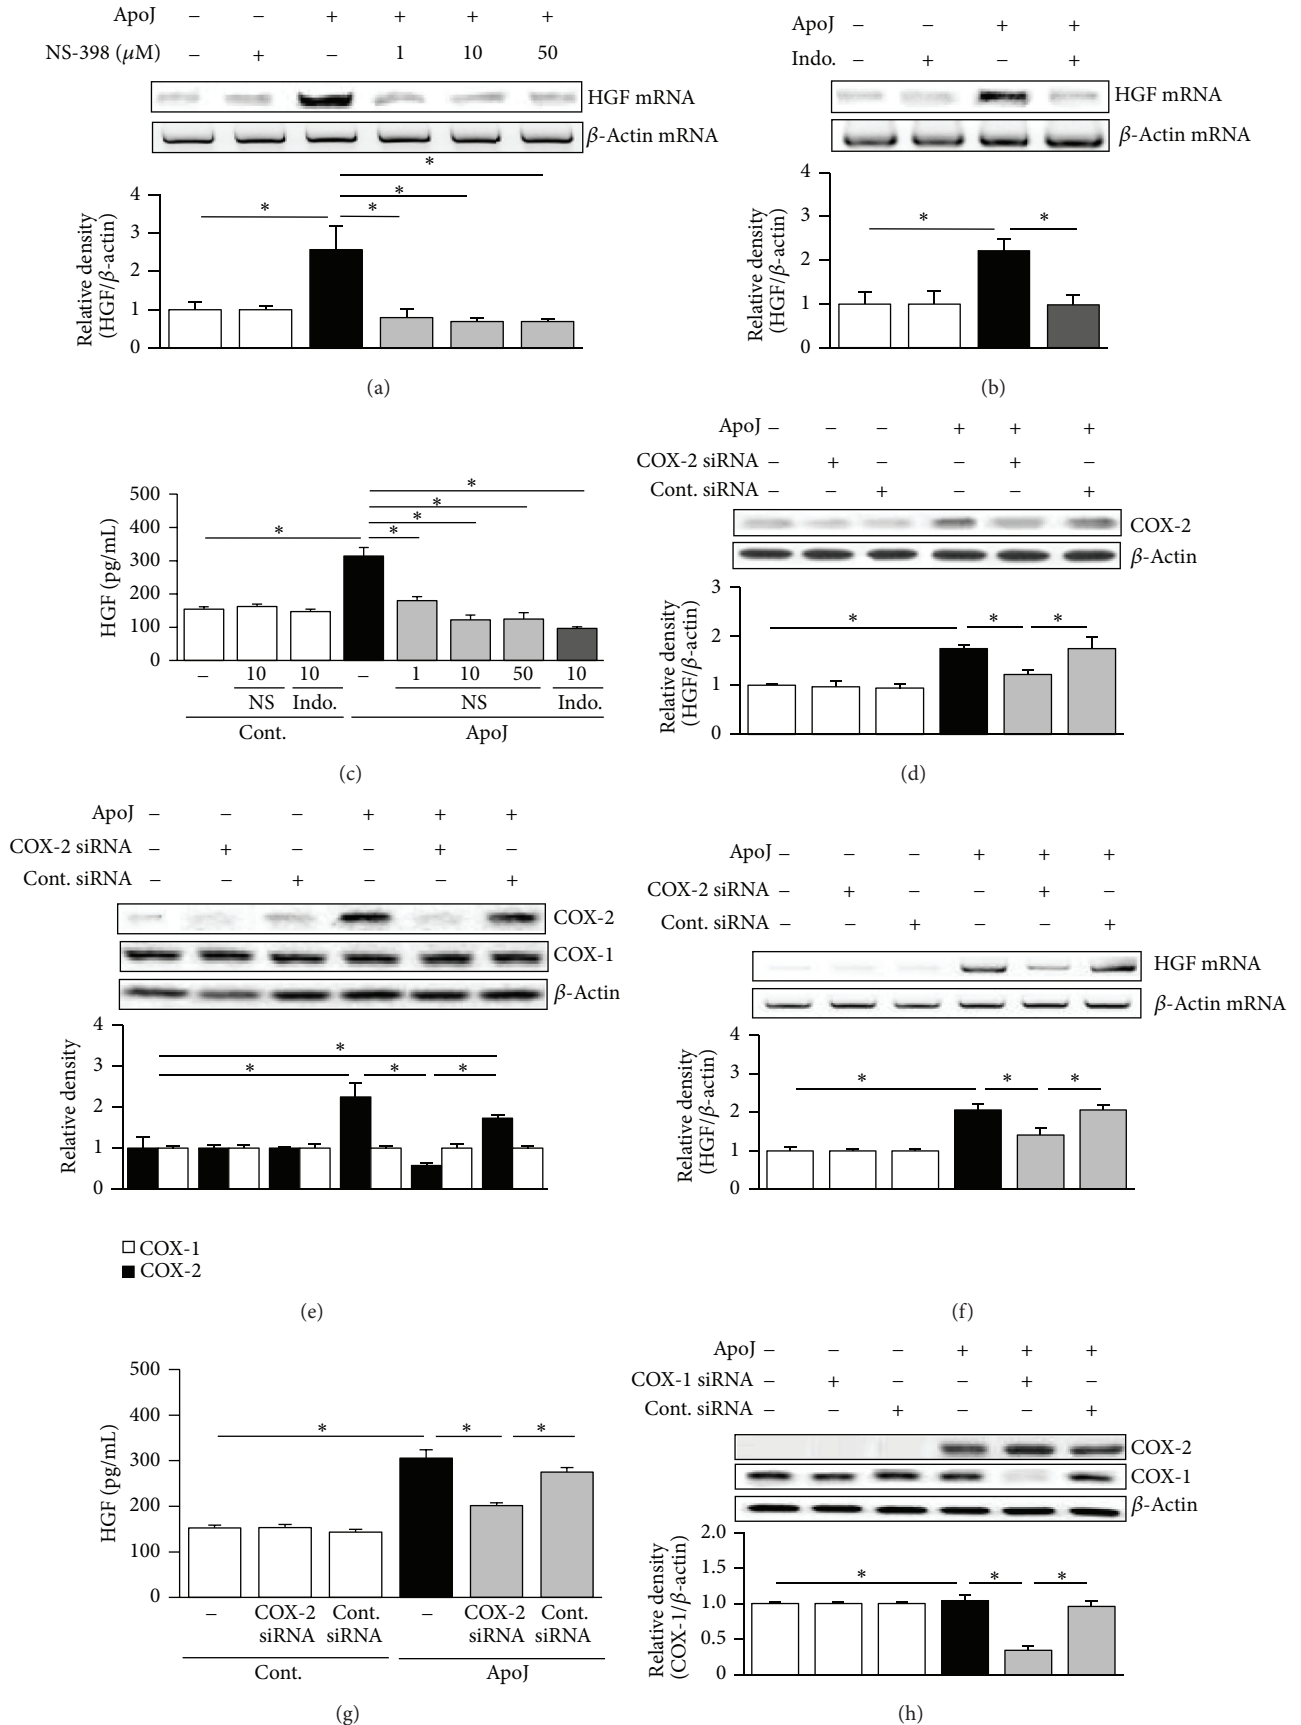 ApoJ – – + + + +
NS-398 (μM) – + – 1 10 50
HGF mRNA
β-Actin mRNA
* * * *
4
3
2
1
0
Relative density
(HGF/β-actin)
(a)
ApoJ – – + +
Indo. – + – +
HGF mRNA
β-Actin mRNA
* *
4
3
2
1
0
Relative density
(HGF/β-actin)
(b)
500
400
300
200
100
0
HGF (pg/mL)
* * * * *
– 10 10 – 1 10 50 10
NS Indo. NS Indo.
Cont. ApoJ
(c)
ApoJ – – – + + +
COX-2 siRNA – + – – + –
Cont. siRNA – – + – – +
COX-2
β-Actin
* * *
3
2
1
0
Relative density
(HGF/β-actin)
(d)
ApoJ – – – + + +
COX-2 siRNA – + – – + –
Cont. siRNA – – + – – +
COX-2
COX-1
β-Actin
* * * *
4
3
2
1
0
Relative density
COX-1
COX-2
(e)
ApoJ – – – + + +
COX-2 siRNA – + – – + –
Cont. siRNA – – + – – +
HGF mRNA
β-Actin mRNA
* * *
4
3
2
1
0
Relative density
(HGF/β-actin)
(f)
500
400
300
200
100
0
HGF (pg/mL)
* * *
– COX-2 Cont. – COX-2 Cont.
siRNA siRNA siRNA siRNA
Cont. ApoJ
(g)
ApoJ – – – + + +
COX-1 siRNA – + – – + –
Cont. siRNA – – + – – +
COX-2
COX-1
β-Actin
* * *
2.0
1.5
1.0
0.5
0
Relative density
(COX-1/β-actin)
(h)